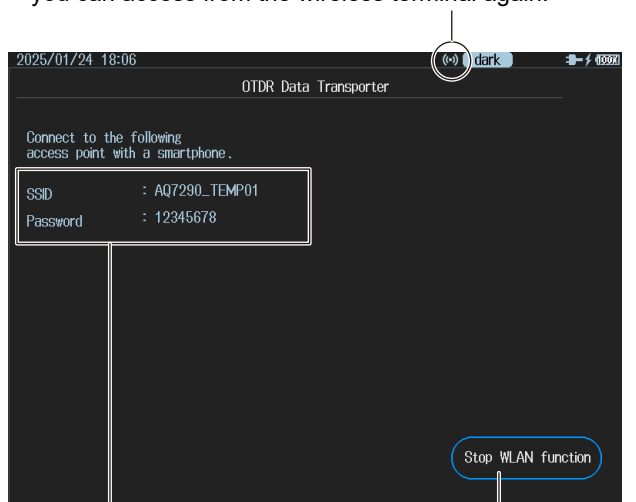 you can access from the wireless terminal again.
2025/01/24 18:06 dark 100%
OTDR Data Transporter
Connect to the following
access point with a smartphone.
SSID : AQ7290_TEMP01
Password : 12345678
Stop WLAN function